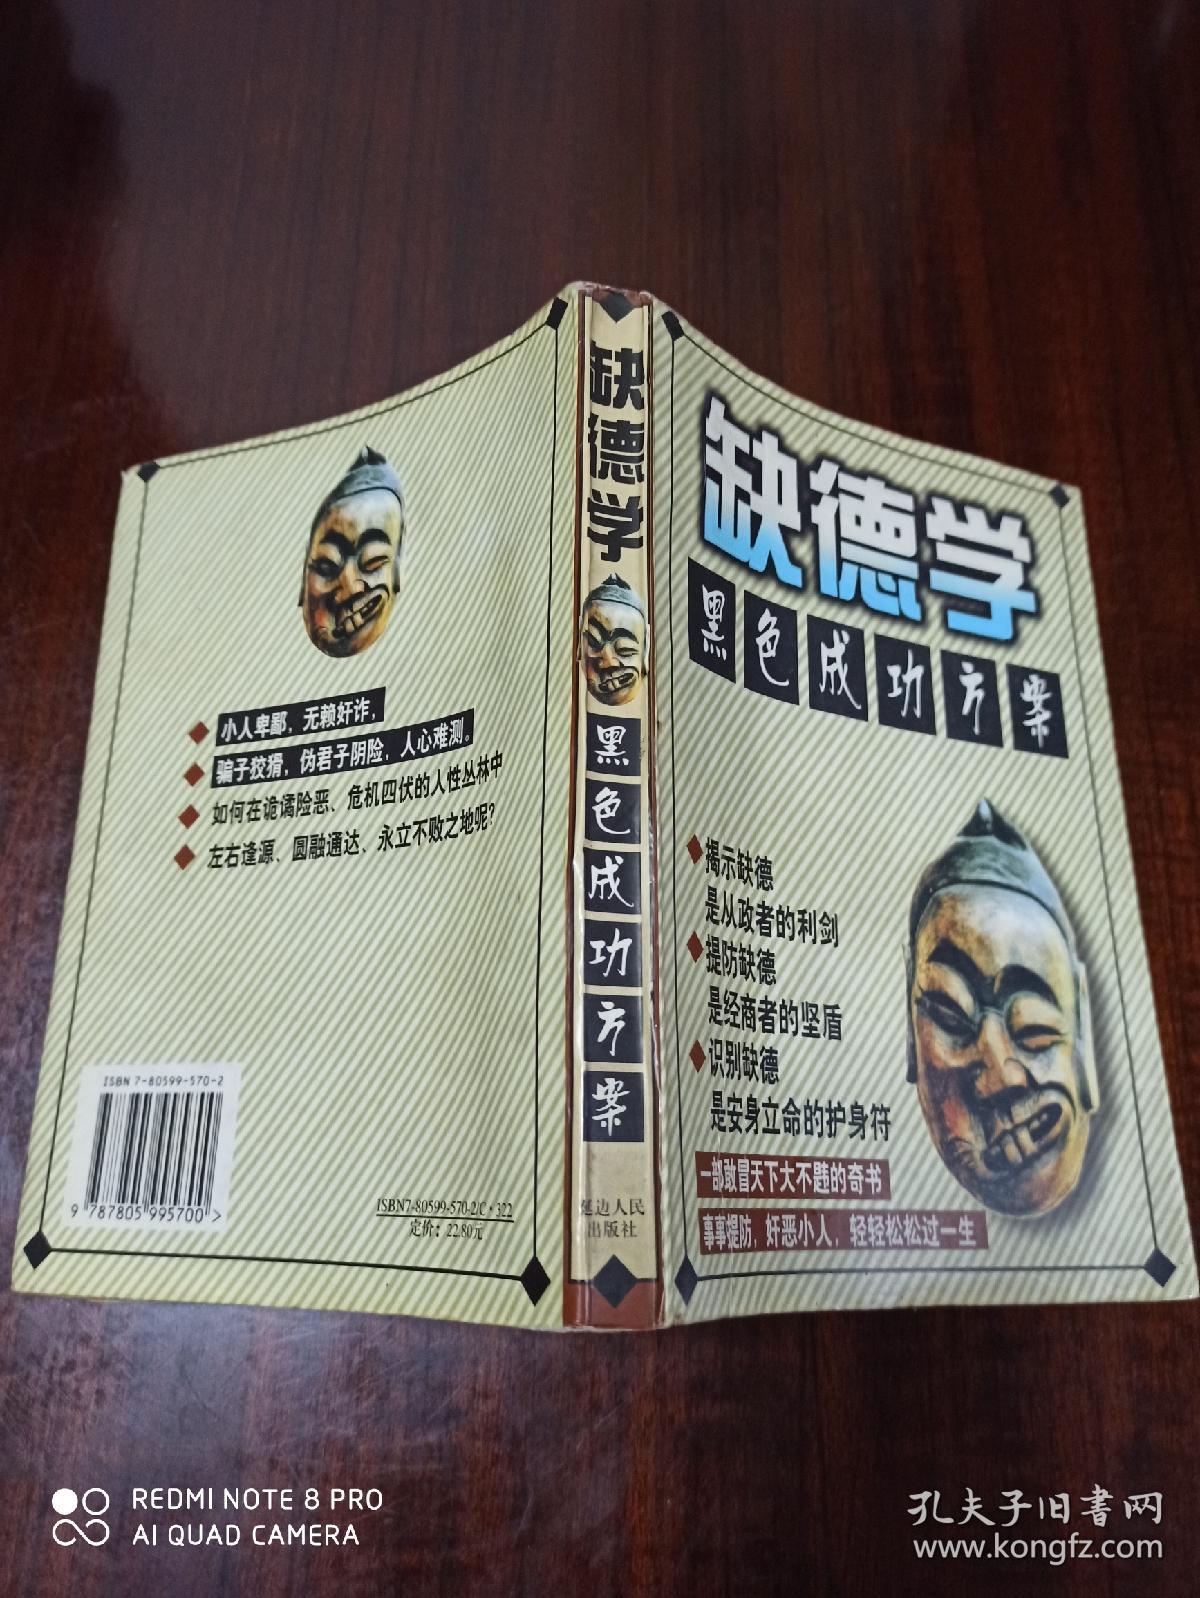 缺德学
黑色成功方案
揭示缺德
是从政者的利剑
提防缺德
是经商者的坚盾
识别缺德
是安身立命的护身符
一部敢冒天下大不韪的奇书
事事提防，奸恶小人，轻轻松松过一生
缺德学
黑色成功方案
延边人民
出版社
小人卑鄙，无赖奸诈，
骗子狡猾，伪君子阴险，人心难测。
如何在诡谲险恶、危机四伏的人性丛林中
左右逢源、圆融通达、永立不败之地呢？
ISBN 7-80599-570-2
9 787805 995700 >
ISBN7-80599-570-2/C·322
定价：22.80元
REDMI NOTE 8 PRO
AI QUAD CAMERA
孔夫子旧书网
www.kongfz.com